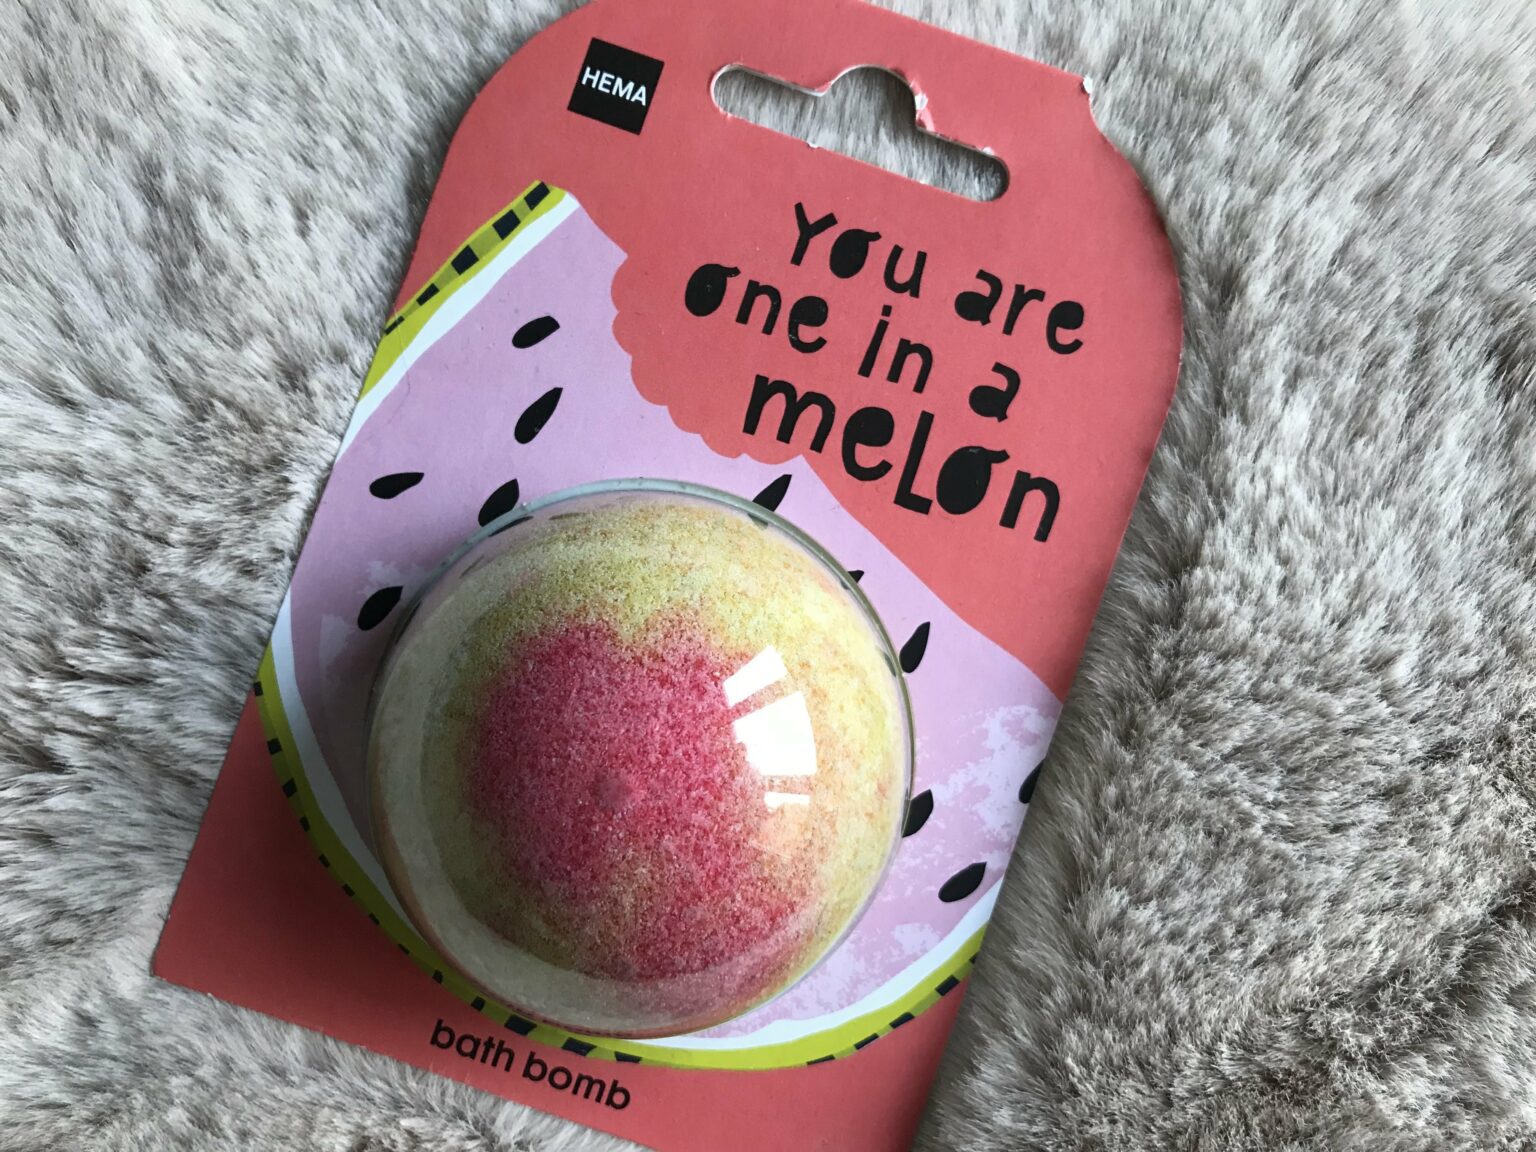 HEMA
You are
one in a
meLon
bath bomb